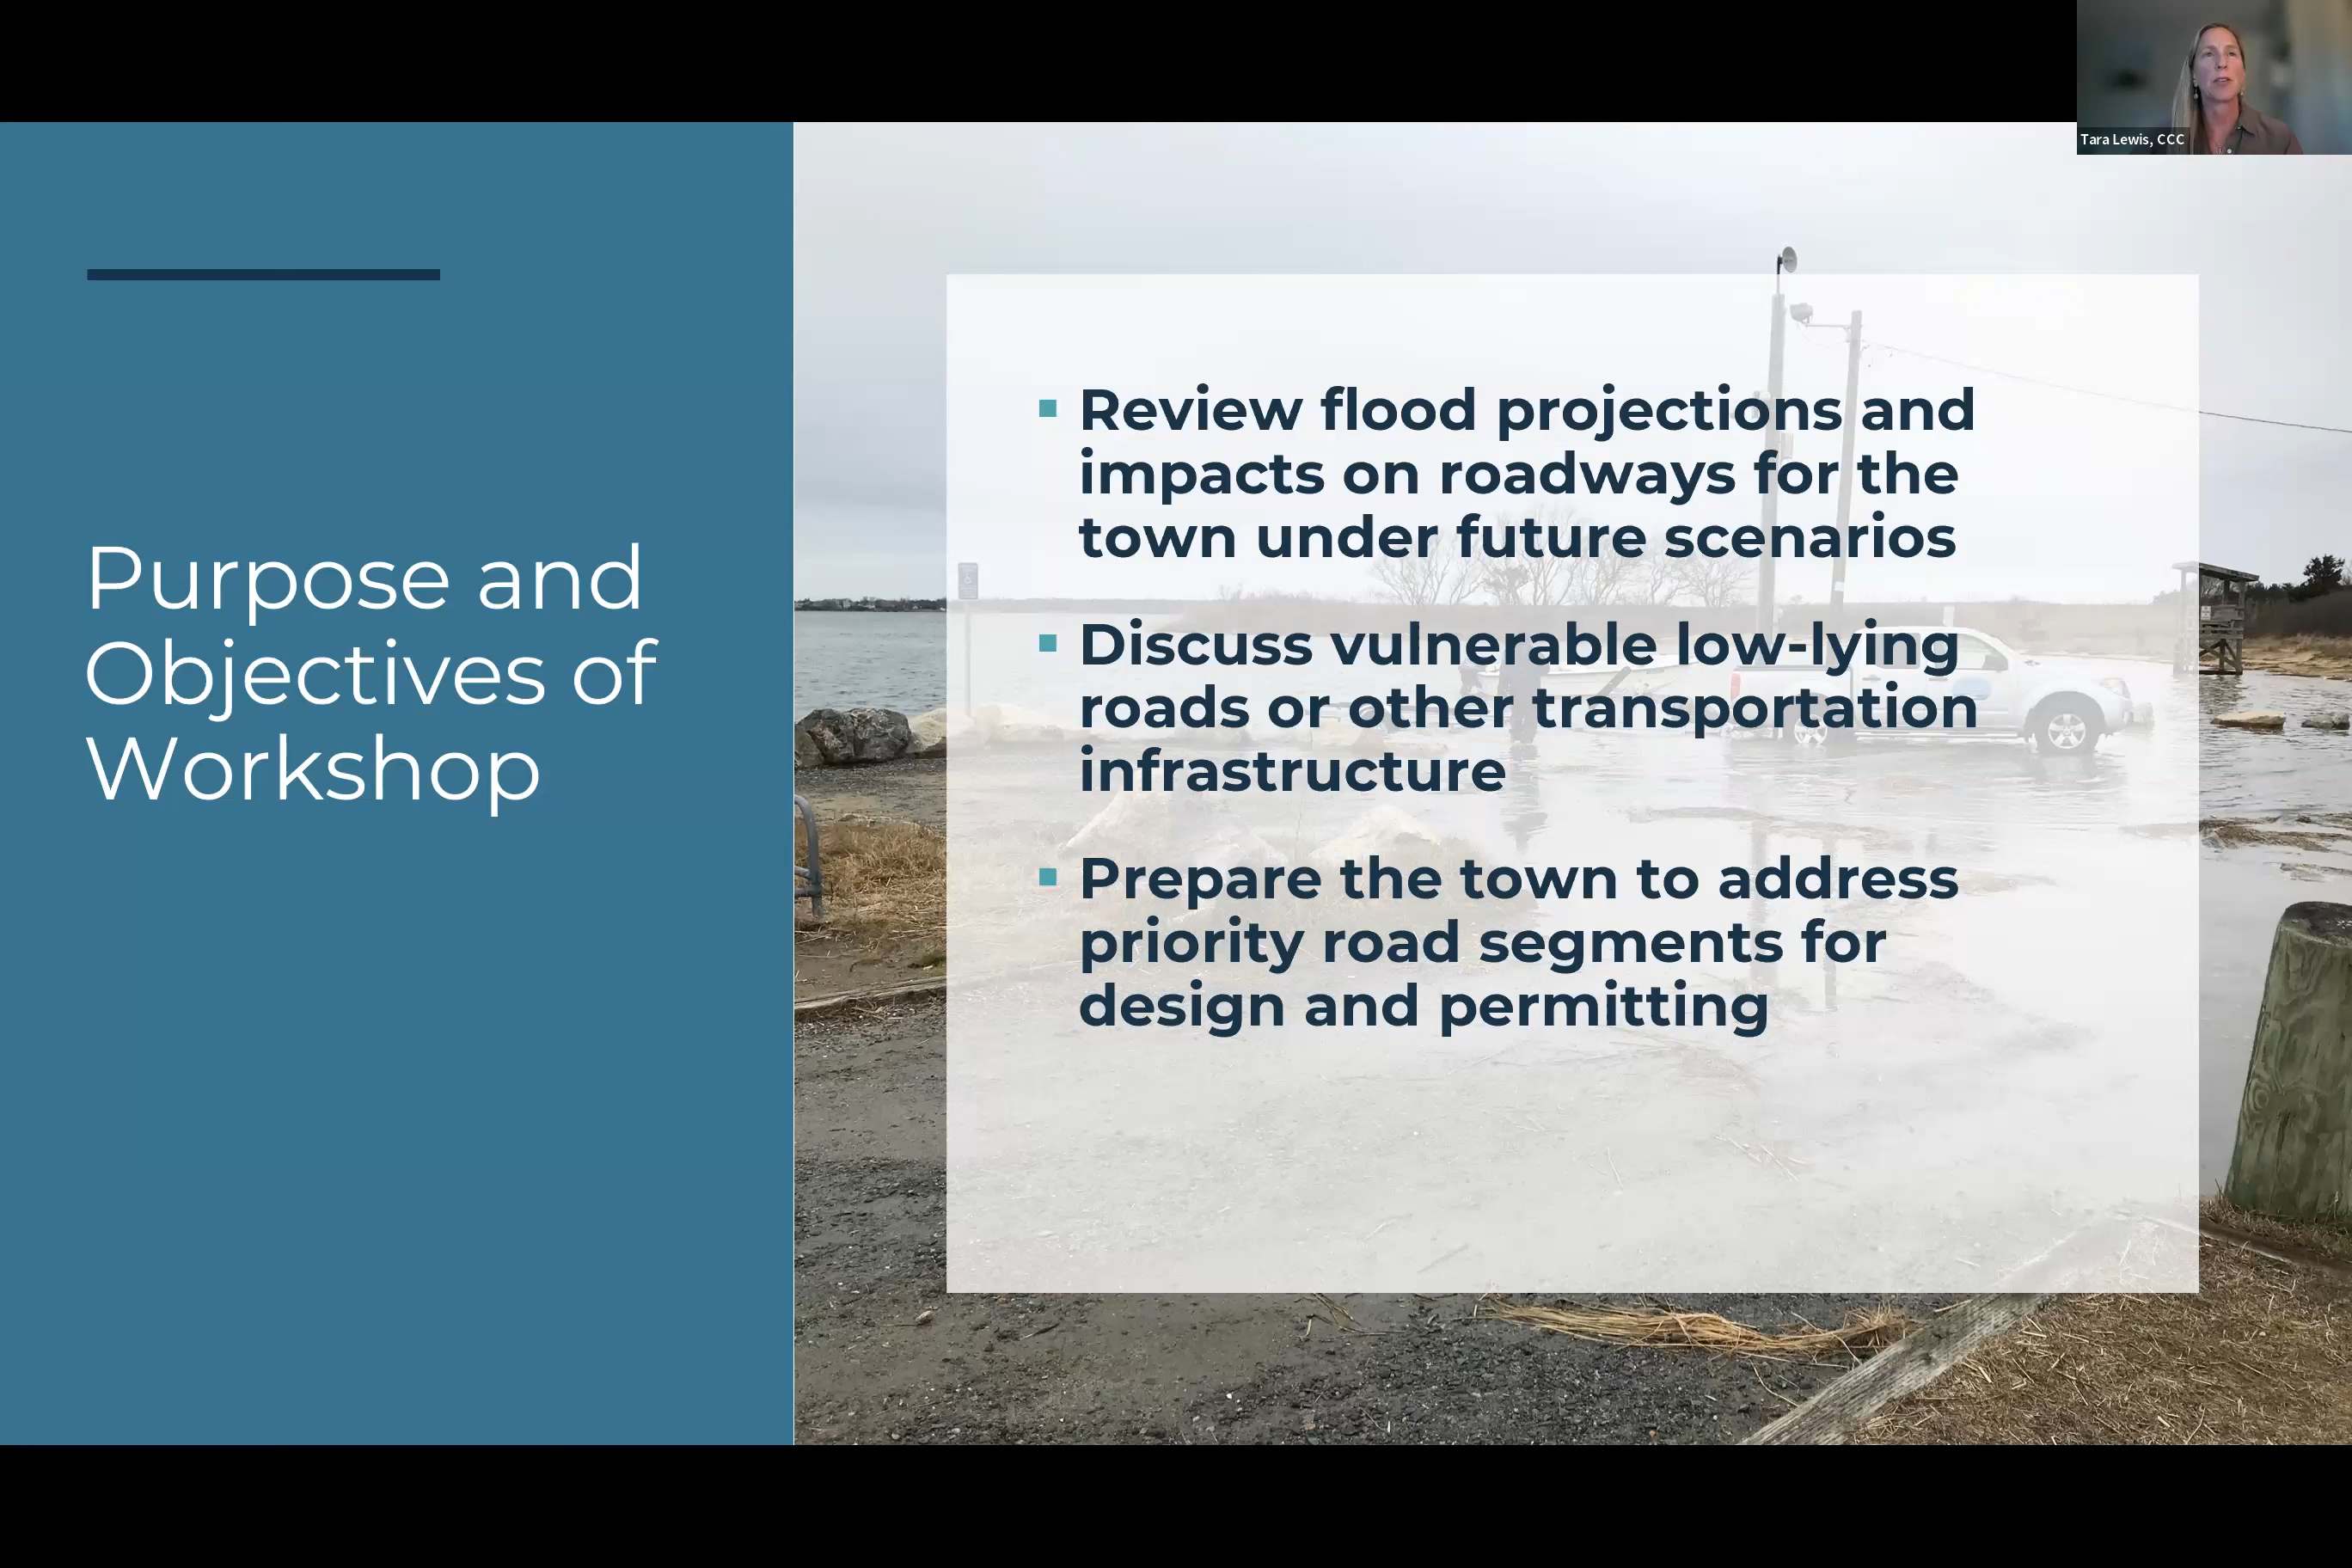 Tara Lewis, CCC
Purpose and
Objectives of
Workshop
Review flood projections and
impacts on roadways for the
town under future scenarios
Discuss vulnerable low-lying
roads or other transportation
infrastructure
Prepare the town to address
priority road segments for
design and permitting